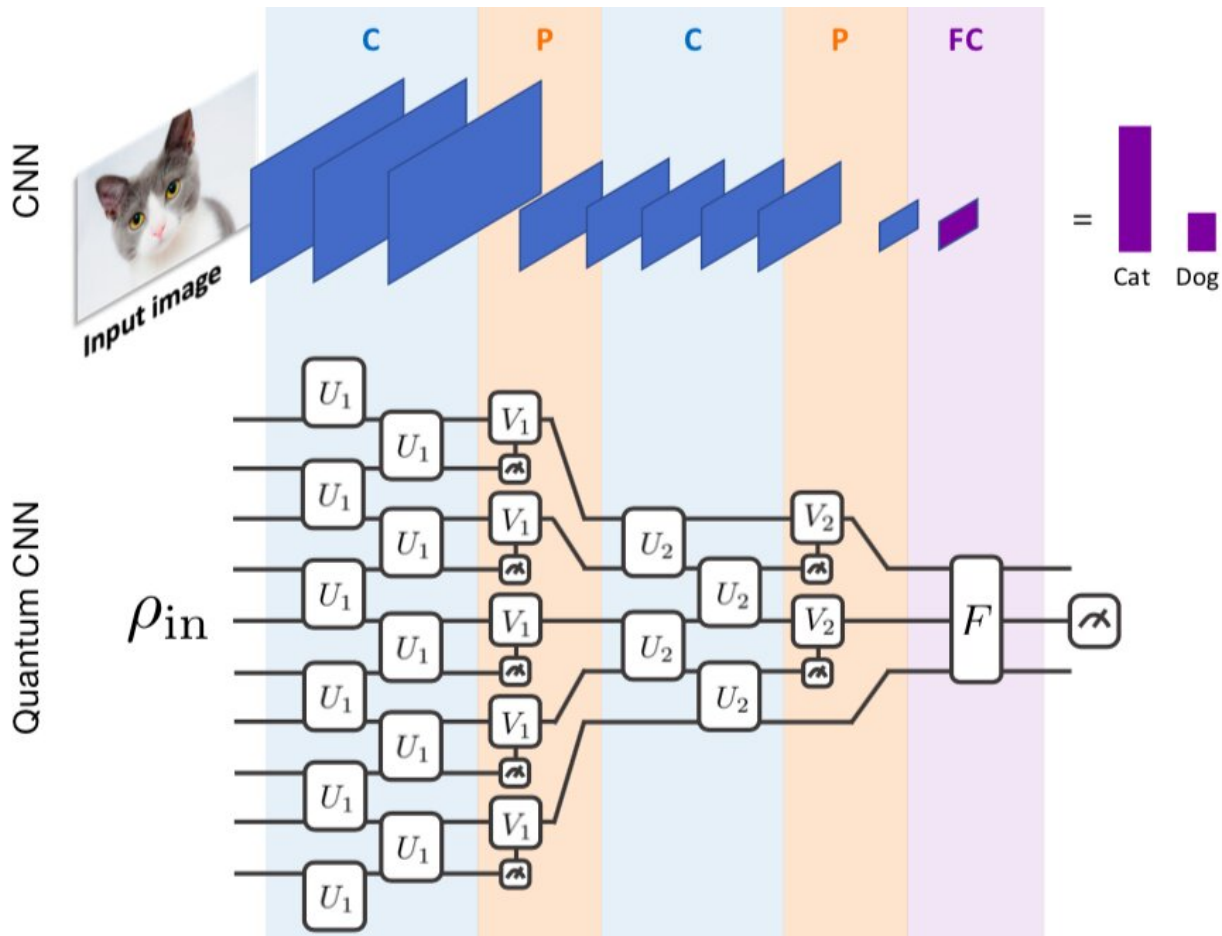 C P C P FC
CNN
Input image
=
Cat Dog
Quantum CNN
ρin
U1
U1
V1
U1
U1
V1
U2
V2
U1
U2
U1
V1
U2
V2
F
U1
U2
U1
V1
U1
U1
V1
U1